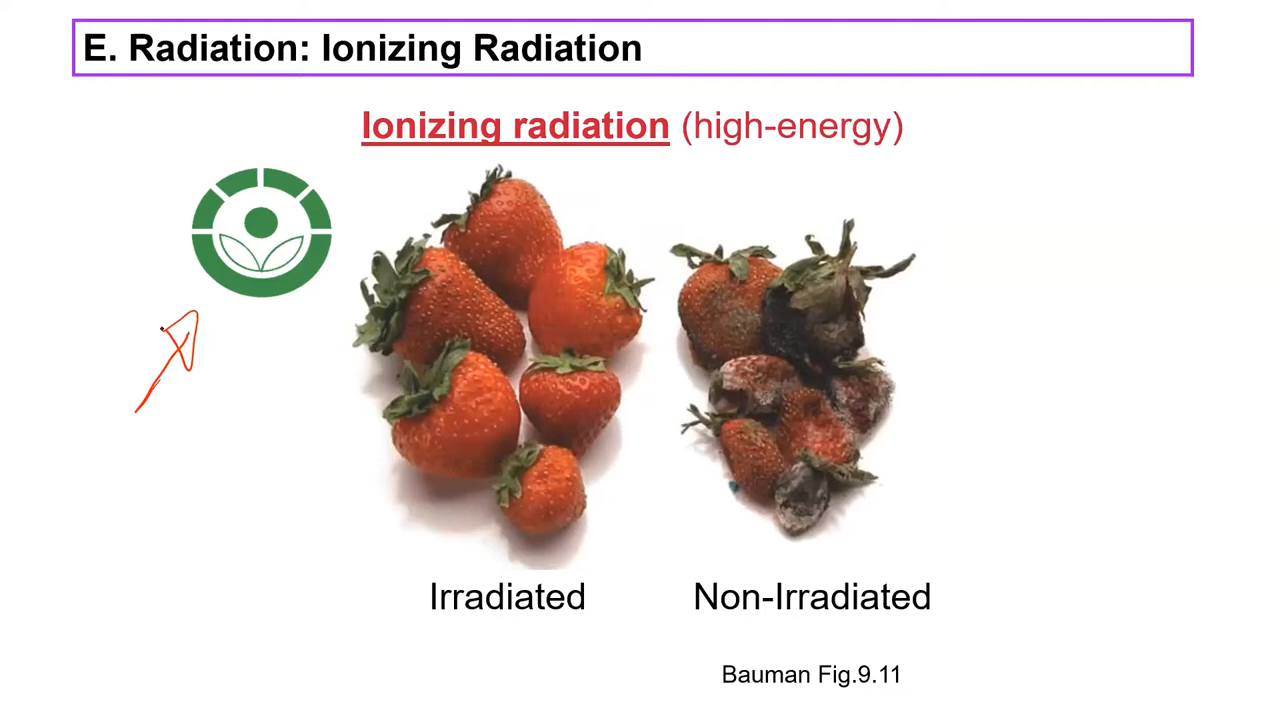 E. Radiation: Ionizing Radiation
Ionizing radiation (high-energy)
Irradiated
Non-Irradiated
Bauman Fig.9.11